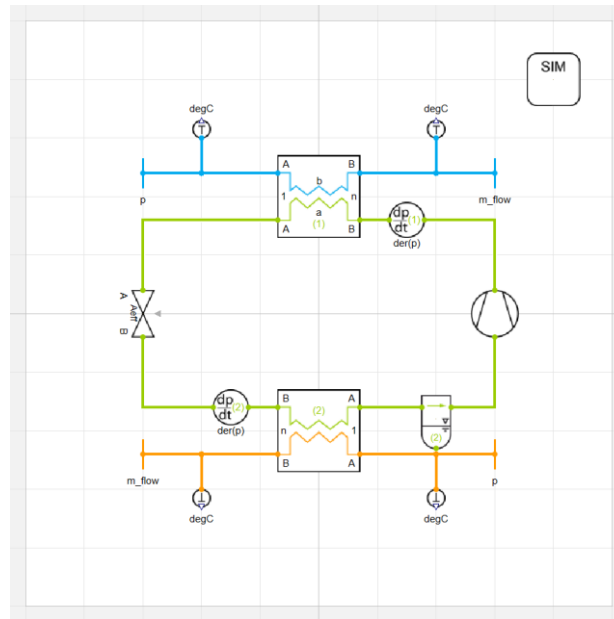 SIM
degC
degC
T
T
A
B
b
p
1
n
m_flow
a
A
(1)
B
dp
dt
(1)
der(p)
A
Aeff
B
dp
dt
(2)
der(p)
B
(2)
A
n
1
(2)
B
A
m_flow
p
T
T
degC
degC